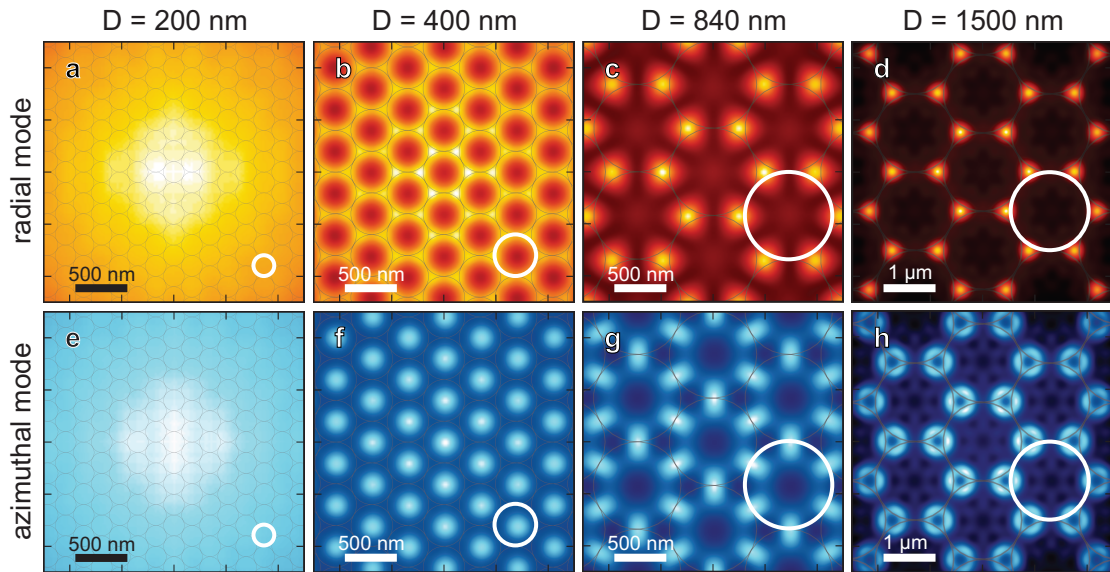 D = 200 nm
D = 400 nm
D = 840 nm
D = 1500 nm
radial mode
a
500 nm
b
500 nm
c
500 nm
d
1 µm
azimuthal mode
e
500 nm
f
500 nm
g
500 nm
h
1 µm